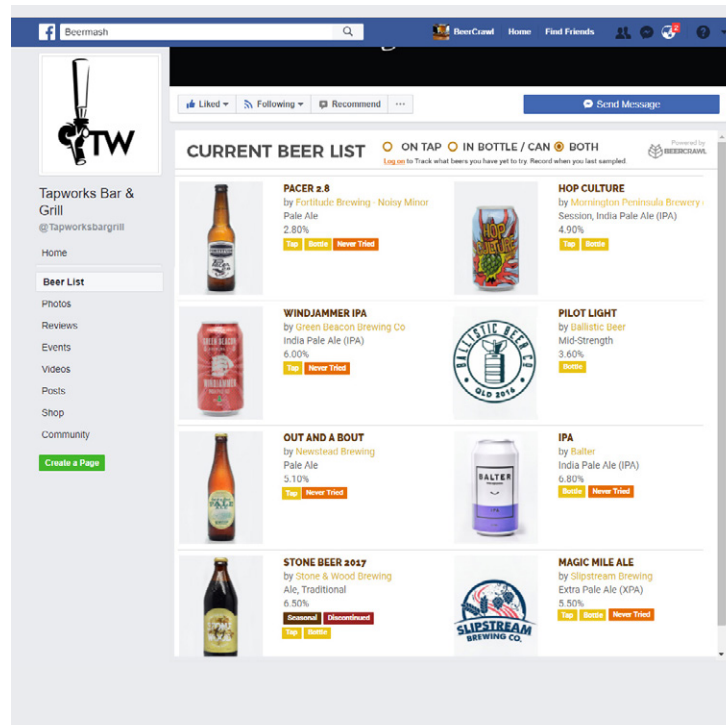 Beermash
BeerCrawl
Home
Find Friends
2
TW
Liked
Following
Recommend
Send Message
Tapworks Bar &
Grill
@Tapworksbargrill
Home
Beer List
Photos
Reviews
Events
Videos
Posts
Shop
Community
Create a Page
CURRENT BEER LIST
ON TAP IN BOTTLE / CAN BOTH
Log on to Track what beers you have yet to try. Record when you last sampled.
Powered by
BEERCRAWL
PACER 2.8
by Fortitude Brewing - Noisy Minor
Pale Ale
2.80%
Tap Bottle Never Tried
HOP CULTURE
by Mornington Peninsula Brewery
Session, India Pale Ale (IPA)
4.90%
Tap Bottle
HOP
CULTURE
WINDJAMMER IPA
by Green Beacon Brewing Co
India Pale Ale (IPA)
6.00%
Tap Never Tried
GREEN BEACON
WINDJAMMER
PILOT LIGHT
by Ballistic Beer
Mid-Strength
3.60%
Bottle
BALLISTIC BEER CO
QLD 2016
OUT AND A BOUT
by Newstead Brewing
Pale Ale
5.10%
Tap Never Tried
IPA
by Balter
India Pale Ale (IPA)
6.80%
Bottle Never Tried
BALTER
IPA
STONE BEER 2017
by Stone & Wood Brewing
Ale, Traditional
6.50%
Seasonal Discontinued
Tap Bottle
MAGIC MILE ALE
by Slipstream Brewing
Extra Pale Ale (XPA)
5.50%
Tap Bottle Never Tried
SLIPSTREAM
BREWING CO.